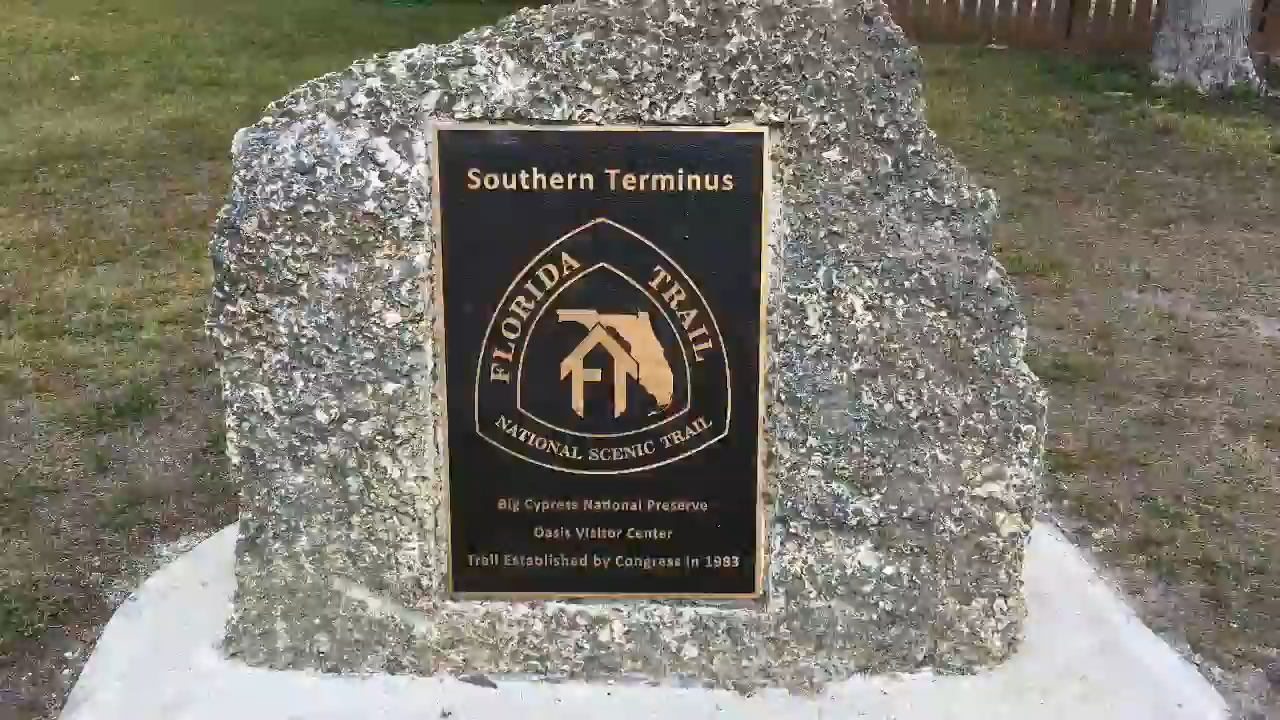 Southern Terminus
FLORIDA TRAIL
FT
NATIONAL SCENIC TRAIL
Big Cypress National Preserve
Oasis Visitor Center
Trail Established by Congress in 1983